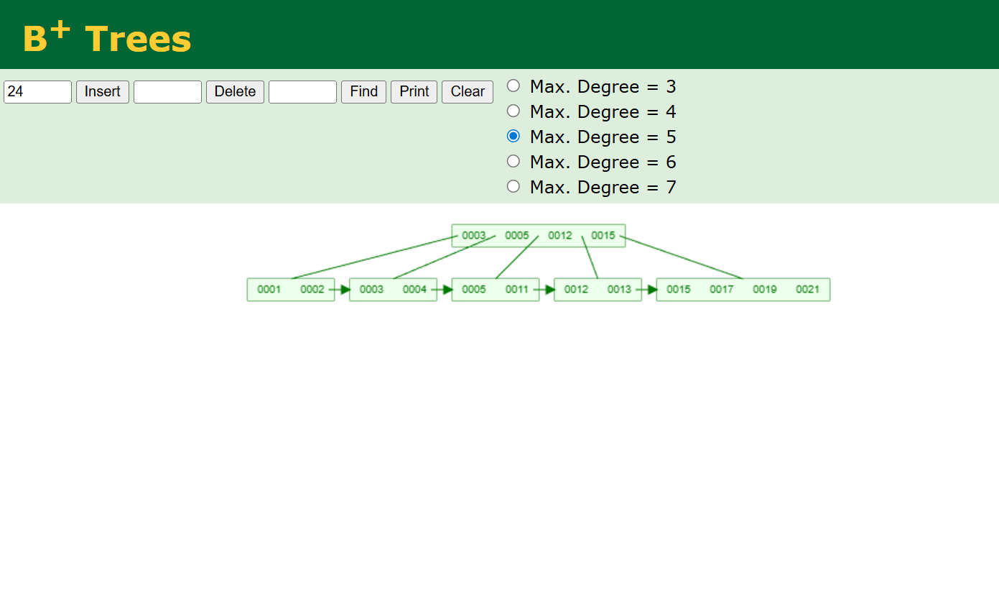 B+ Trees
24 Insert Delete Find Print Clear
Max. Degree = 3
Max. Degree = 4
Max. Degree = 5
Max. Degree = 6
Max. Degree = 7
0003 0005 0012 0015
0001 0002 0003 0004 0005 0011 0012 0013 0015 0017 0019 0021